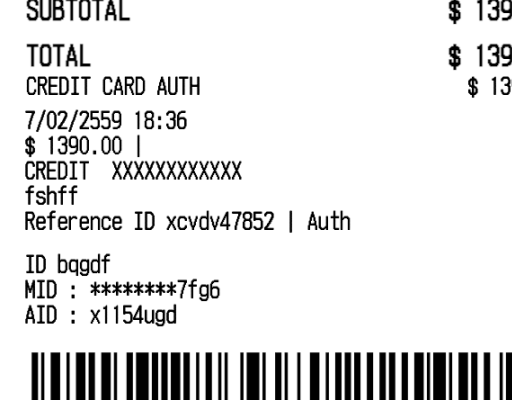 SUBTOTAL $ 139
TOTAL $ 139
CREDIT CARD AUTH $ 13
7/02/2559 18:36
$ 1390.00 |
CREDIT XXXXXXXXXXXX
fshff
Reference ID xcvdv47852 | Auth
ID bqgdf
MID : ********7fg6
AID : x1154ugd